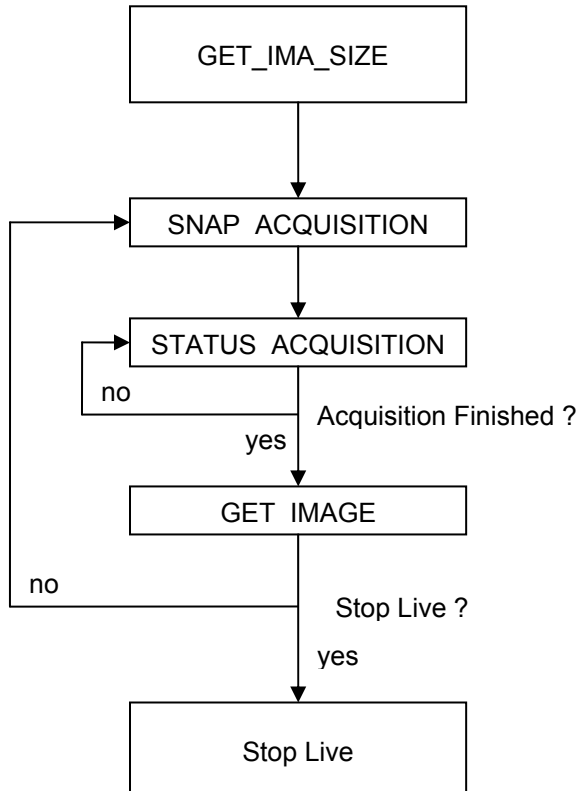 GET_IMA_SIZE
SNAP ACQUISITION
STATUS ACQUISITION
no
Acquisition Finished ?
yes
GET IMAGE
no
Stop Live ?
yes
Stop Live